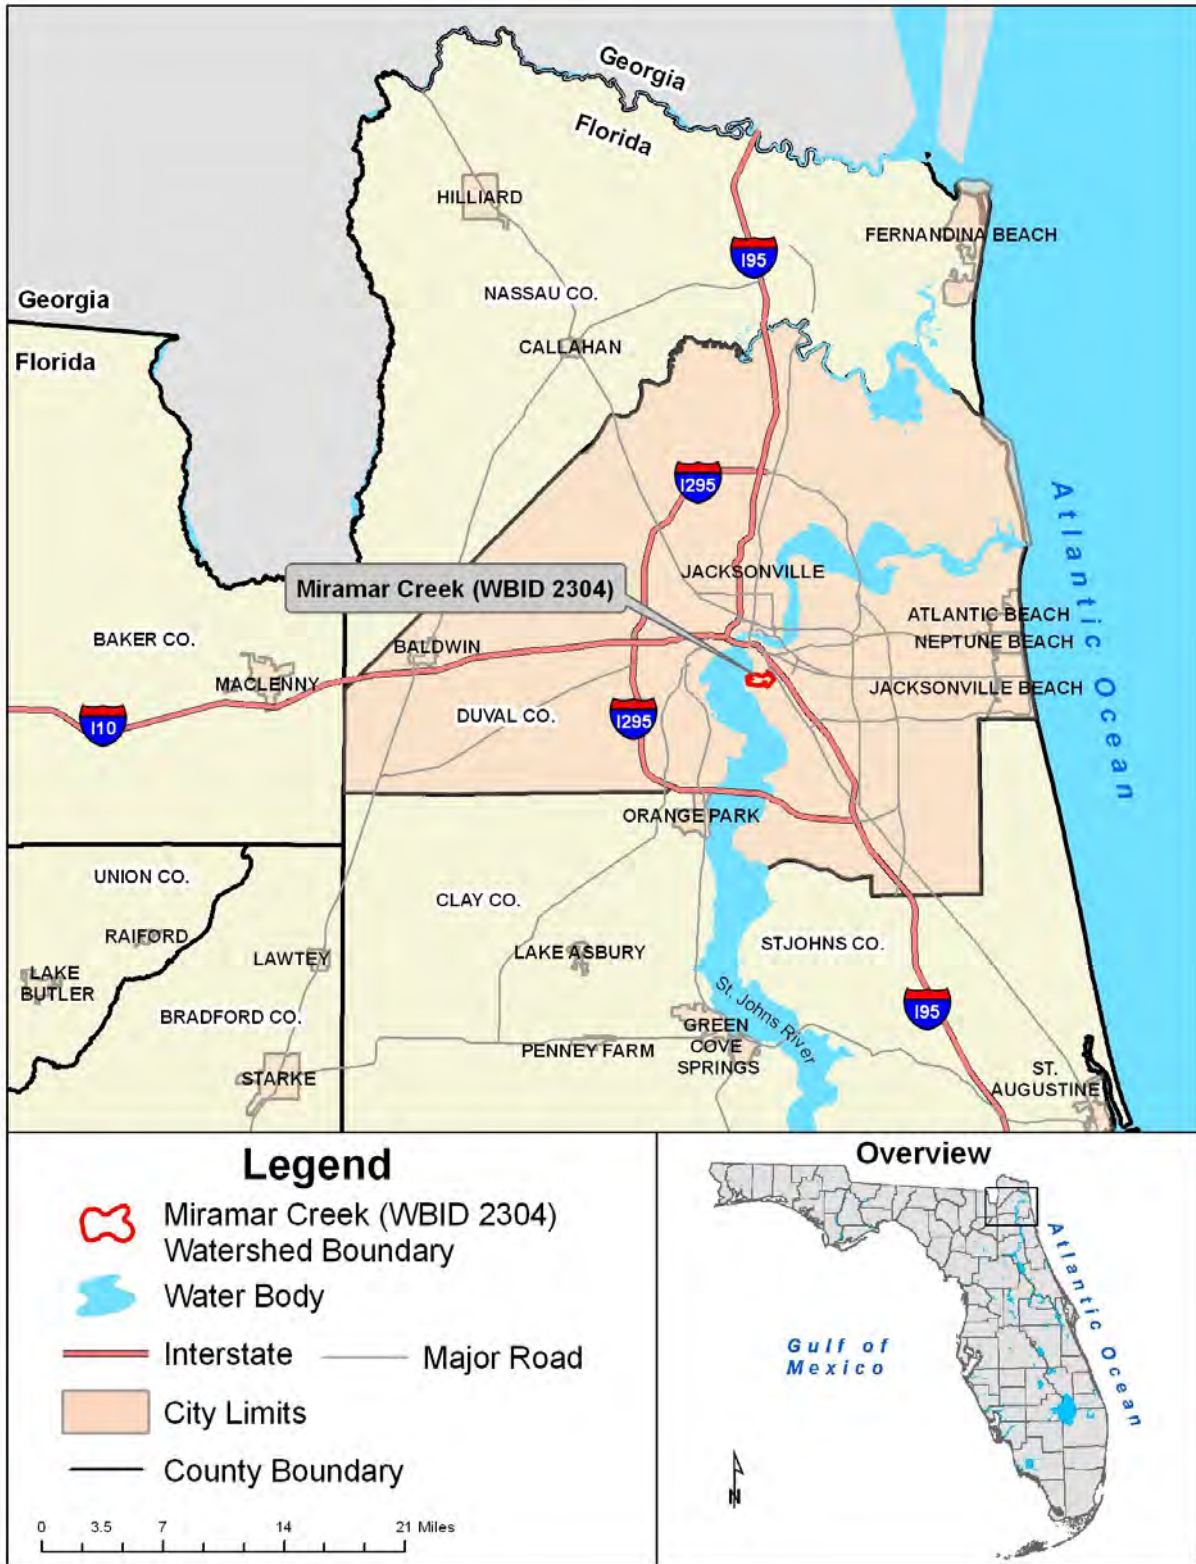 Georgia
Florida
HILLIARD
FERNANDINA BEACH
I95
NASSAU CO.
Georgia
CALLAHAN
Florida
I295
Atlantic Ocean
JACKSONVILLE
Miramar Creek (WBID 2304)
ATLANTIC BEACH
BAKER CO.
BALDWIN
NEPTUNE BEACH
MACLENNY
JACKSONVILLE BEACH
DUVAL CO.
I10
I295
ORANGE PARK
UNION CO.
CLAY CO.
RAIFORD
LAWTEY
LAKE ASBURY
STJOHNS CO.
LAKE
BUTLER
St. Johns River
I95
BRADFORD CO.
GREEN
COVE
SPRINGS
PENNEY FARM
STARKE
ST.
AUGUSTINE
Legend
Miramar Creek (WBID 2304)
Watershed Boundary
Water Body
Interstate
Major Road
City Limits
County Boundary
0 3.5 7 14 21 Miles
Overview
Atlantic Ocean
Gulf of
Mexico
N